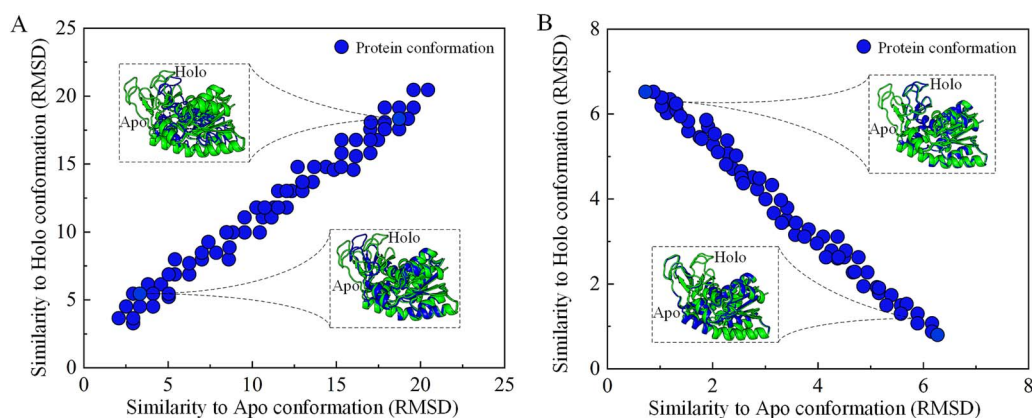 A
Similarity to Holo conformation (RMSD)
25
20
15
10
5
0
Protein conformation
Holo
Apo
Holo
Apo
0 5 10 15 20 25
Similarity to Apo conformation (RMSD)
B
Similarity to Holo conformation (RMSD)
8
6
4
2
0
Protein conformation
Holo
Apo
Holo
Apo
0 2 4 6 8
Similarity to Apo conformation (RMSD)